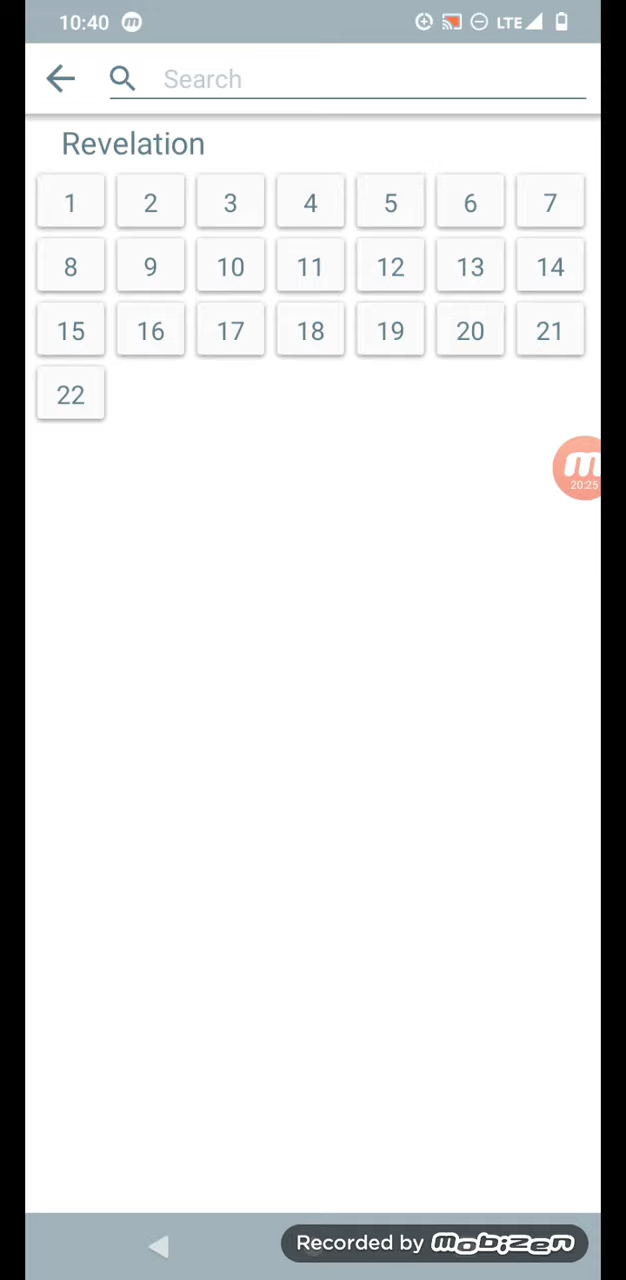 10:40 m LTE
Search
Revelation
1 2 3 4 5 6 7
8 9 10 11 12 13 14
15 16 17 18 19 20 21
22
m
20:25
Recorded by mobizen